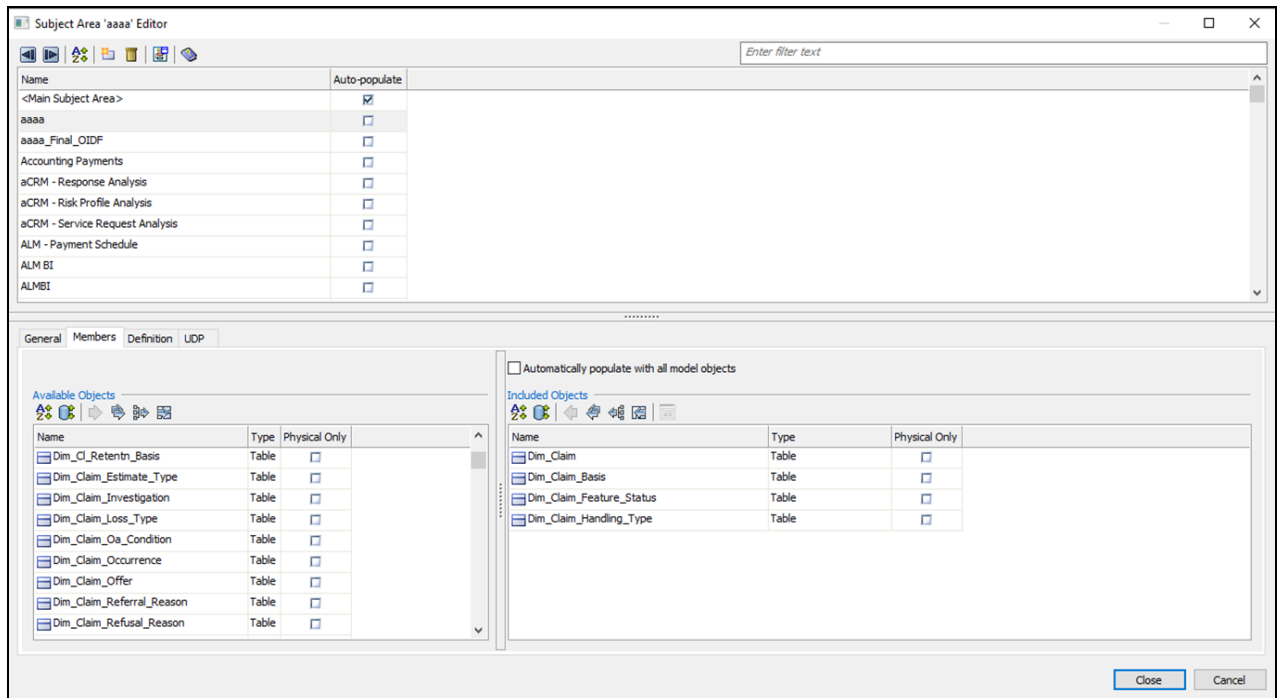 Subject Area 'aaaa' Editor
Enter filter text
Name Auto-populate
<Main Subject Area>
aaaa
aaaa_Final_OIDF
Accounting Payments
aCRM - Response Analysis
aCRM - Risk Profile Analysis
aCRM - Service Request Analysis
ALM - Payment Schedule
ALM BI
ALMBI
General Members Definition UDP
Automatically populate with all model objects
Available Objects
Name Type Physical Only
Dim_Cl_Retentn_Basis Table
Dim_Claim_Estimate_Type Table
Dim_Claim_Investigation Table
Dim_Claim_Loss_Type Table
Dim_Claim_Oa_Condition Table
Dim_Claim_Occurrence Table
Dim_Claim_Offer Table
Dim_Claim_Referral_Reason Table
Dim_Claim_Refusal_Reason Table
Included Objects
Name Type Physical Only
Dim_Claim Table
Dim_Claim_Basis Table
Dim_Claim_Feature_Status Table
Dim_Claim_Handling_Type Table
Close Cancel